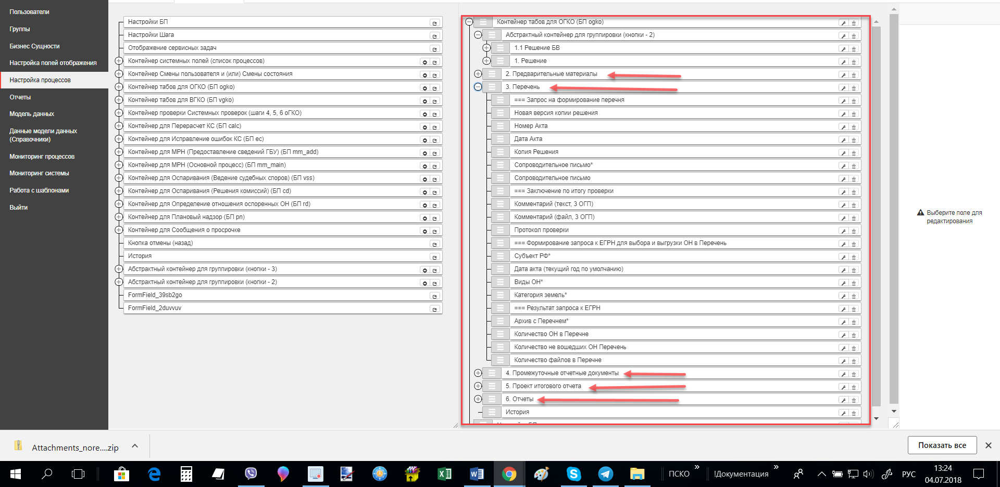 Пользователи
Группы
Бизнес Сущности
Настройка полей отображения
Настройка процессов
Отчеты
Модель данных
Данные модели данных
(Справочники)
Мониторинг процессов
Мониторинг системы
Работа с шаблонами
Выйти
Настройки БП
Настройки Шага
Отображение сервисных задач
Контейнер системных полей (список процессов)
Контейнер Смены пользователя и (или) Смены состояния
Контейнер табов для ОГКО (БП ogko)
Контейнер табов для ВГКО (БП vgko)
Контейнер проверки Системных проверок (шаги 4, 5, 6 оГКО)
Контейнер для Перерасчет КС (БП calc)
Контейнер для Исправление ошибок КС (БП ec)
Контейнер для МРН (Предоставление сведений ГБУ) (БП mm_add)
Контейнер для МРН (Основной процесс) (БП mm_main)
Контейнер для Оспаривания (Ведение судебных споров) (БП vss)
Контейнер для Оспаривания (Решения комиссий) (БП cd)
Контейнер для Определение отношения оспоренных ОН (БП rd)
Контейнер для Плановый надзор (БП pn)
Контейнер для Сообщения о просрочке
Кнопка отмены (назад)
История
Абстрактный контейнер для группировки (кнопки - 3)
Абстрактный контейнер для группировки (кнопки - 2)
FormField_39sb2go
FormField_2duvvuv
Контейнер табов для ОГКО (БП ogko)
Абстрактный контейнер для группировки (кнопки - 2)
1.1 Решение БВ
1. Решение
2. Предварительные материалы
3. Перечень
=== Запрос на формирование перечня
Новая версия копии решения
Номер Акта
Дата Акта
Копия Решения
Сопроводительное письмо*
Сопроводительное письмо
=== Заключение по итогу проверки
Комментарий (текст, 3 ОГП)
Комментарий (файл, 3 ОГП)
Протокол проверки
=== Формирование запроса к ЕГРН для выбора и выгрузки ОН в Перечень
Субъект РФ*
Дата акта (текущий год по умолчанию)
Виды ОН*
Категория земель*
=== Результат запроса к ЕГРН
Архив с Перечнем*
Количество ОН в Перечне
Количество не вошедших ОН Перечень
Количество файлов в Перечне
4. Промежуточные отчетные документы
5. Проект итогового отчета
6. Отчеты
История
Выберите поле для
редактирования
Attachments_nore....zip
Показать все
ПСКО
!Документация
РУС
13:24
04.07.2018